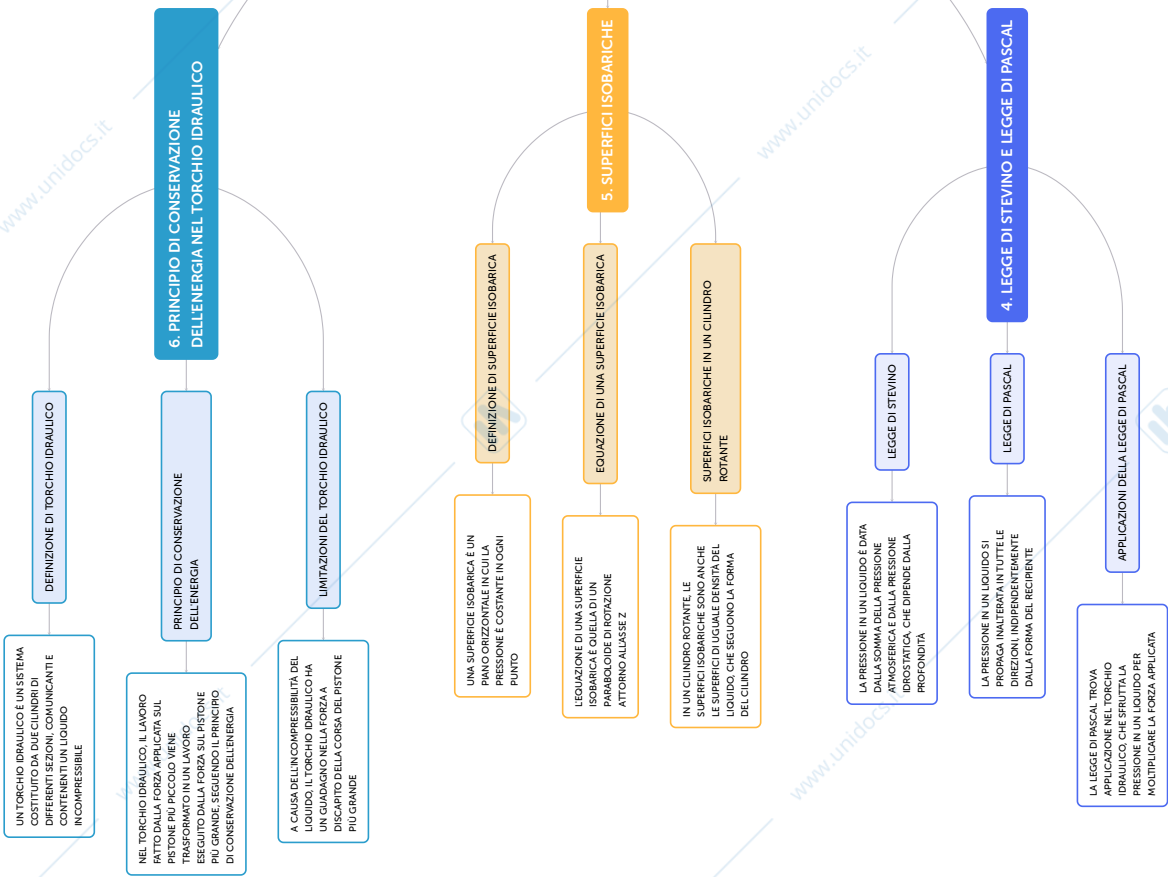 4. LEGGE DI STEVINO E LEGGE DI PASCAL
LEGGE DI STEVINO
LA PRESSIONE IN UN LIQUIDO È DATA
DALLA SOMMA DELLA PRESSIONE
ATMOSFERICA E DALLA PRESSIONE
IDROSTATICA, CHE DIPENDE DALLA
PROFONDITÀ
LEGGE DI PASCAL
LA PRESSIONE IN UN LIQUIDO SI
PROPAGA INALTERATA IN TUTTE LE
DIREZIONI, INDIPENDENTEMENTE
DALLA FORMA DEL RECIPIENTE
APPLICAZIONI DELLA LEGGE DI PASCAL
LA LEGGE DI PASCAL TROVA
APPLICAZIONE NEL TORCHIO
IDRAULICO, CHE SFRUTTA LA
PRESSIONE IN UN LIQUIDO PER
MOLTIPLICARE LA FORZA APPLICATA
5. SUPERFICI ISOBARICHE
DEFINIZIONE DI SUPERFICIE ISOBARICA
UNA SUPERFICIE ISOBARICA È UN
PIANO ORIZZONTALE IN CUI LA
PRESSIONE È COSTANTE IN OGNI
PUNTO
EQUAZIONE DI UNA SUPERFICIE ISOBARICA
L'EQUAZIONE DI UNA SUPERFICIE
ISOBARICA È QUELLA DI UN
PARABOLOIDE DI ROTAZIONE
ATTORNO ALL'ASSE Z
SUPERFICI ISOBARICHE IN UN CILINDRO
ROTANTE
IN UN CILINDRO ROTANTE, LE
SUPERFICI ISOBARICHE SONO ANCHE
LE SUPERFICI DI UGUALE DENSITÀ DEL
LIQUIDO, CHE SEGUONO LA FORMA
DEL CILINDRO
6. PRINCIPIO DI CONSERVAZIONE
DELL'ENERGIA NEL TORCHIO IDRAULICO
DEFINIZIONE DI TORCHIO IDRAULICO
UN TORCHIO IDRAULICO È UN SISTEMA
COSTITUITO DA DUE CILINDRI DI
DIFFERENTI SEZIONI, COMUNICANTI E
CONTENENTI UN LIQUIDO
INCOMPRESSIBILE
PRINCIPIO DI CONSERVAZIONE
DELL'ENERGIA
NEL TORCHIO IDRAULICO, IL LAVORO
FATTO DALLA FORZA APPLICATA SUL
PISTONE PIÙ PICCOLO VIENE
TRASFORMATO IN UN LAVORO
ESEGUITO DALLA FORZA SUL PISTONE
PIÙ GRANDE, SEGUENDO IL PRINCIPIO
DI CONSERVAZIONE DELL'ENERGIA
LIMITAZIONI DEL TORCHIO IDRAULICO
A CAUSA DELL'INCOMPRESSIBILITÀ DEL
LIQUIDO, IL TORCHIO IDRAULICO HA
UN GUADAGNO NELLA FORZA A
DISCAPITO DELLA CORSA DEL PISTONE
PIÙ GRANDE
www.unidocs.it
www.unidocs.it
www.unidocs.it
www.unidocs.it